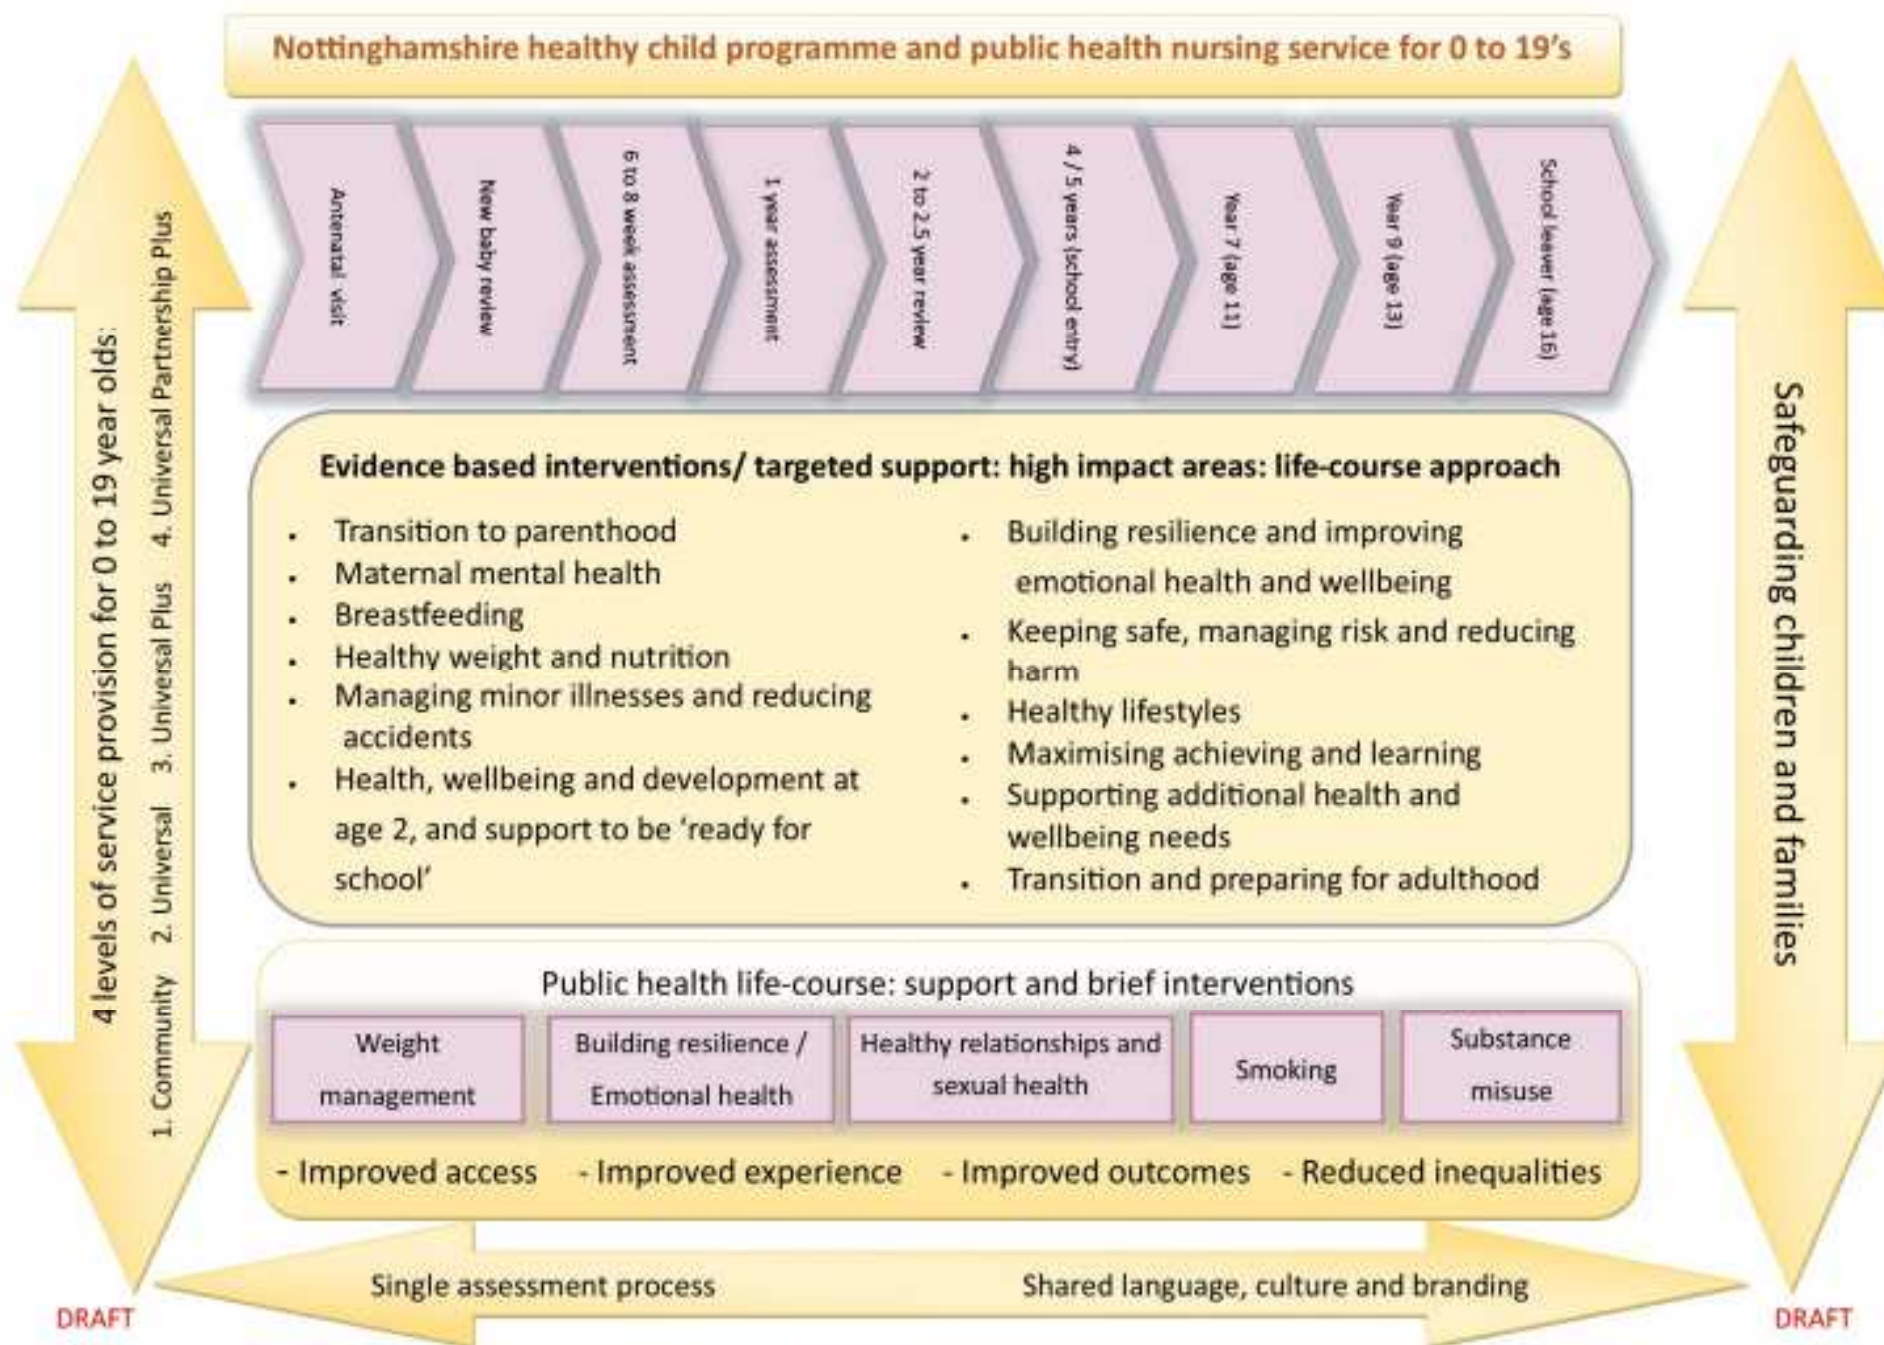 Nottinghamshire healthy child programme and public health nursing service for 0 to 19's
Antenatal visit
New baby review
6 to 8 week assessment
1 year assessment
2 to 2.5 year review
4 / 5 years (school entry)
Year 7 (age 11)
Year 9 (age 13)
School leaver (age 16)
4 levels of service provision for 0 to 19 year olds:
1. Community 2. Universal 3. Universal Plus 4. Universal Partnership Plus
Evidence based interventions/ targeted support: high impact areas: life-course approach
• Transition to parenthood
• Maternal mental health
• Breastfeeding
• Healthy weight and nutrition
• Managing minor illnesses and reducing
accidents
• Health, wellbeing and development at
age 2, and support to be ‘ready for
school’
• Building resilience and improving
emotional health and wellbeing
• Keeping safe, managing risk and reducing
harm
• Healthy lifestyles
• Maximising achieving and learning
• Supporting additional health and
wellbeing needs
• Transition and preparing for adulthood
Safeguarding children and families
Public health life-course: support and brief interventions
Weight
management
Building resilience /
Emotional health
Healthy relationships and
sexual health
Smoking
Substance
misuse
- Improved access - Improved experience - Improved outcomes - Reduced inequalities
Single assessment process
Shared language, culture and branding
DRAFT
DRAFT